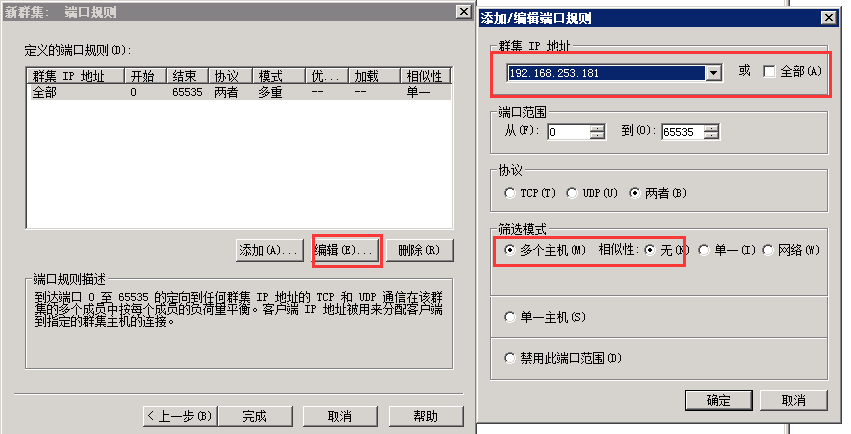 新群集: 端口规则
定义的端口规则(D):
群集 IP 地址 开始 结束 协议 模式 优... 加载 相似性
全部 0 65535 两者 多重 -- -- 单一
添加(A)... 编辑(E)... 删除(R)
端口规则描述
到达端口 0 至 65535 的定向到任何群集 IP 地址的 TCP 和 UDP 通信在该群
集的多个成员中按每个成员的负荷量平衡。客户端 IP 地址被用来分配客户端
到指定的群集主机的连接。
< 上一步(B) 完成 取消 帮助
添加/编辑端口规则
群集 IP 地址
192.168.253.181 或 全部(A)
端口范围
从(F): 0 到(O): 65535
协议
TCP(T) UDP(U) 两者(B)
筛选模式
多个主机(M) 相似性: 无(N) 单一(I) 网络(W)
单一主机(S)
禁用此端口范围(D)
确定 取消